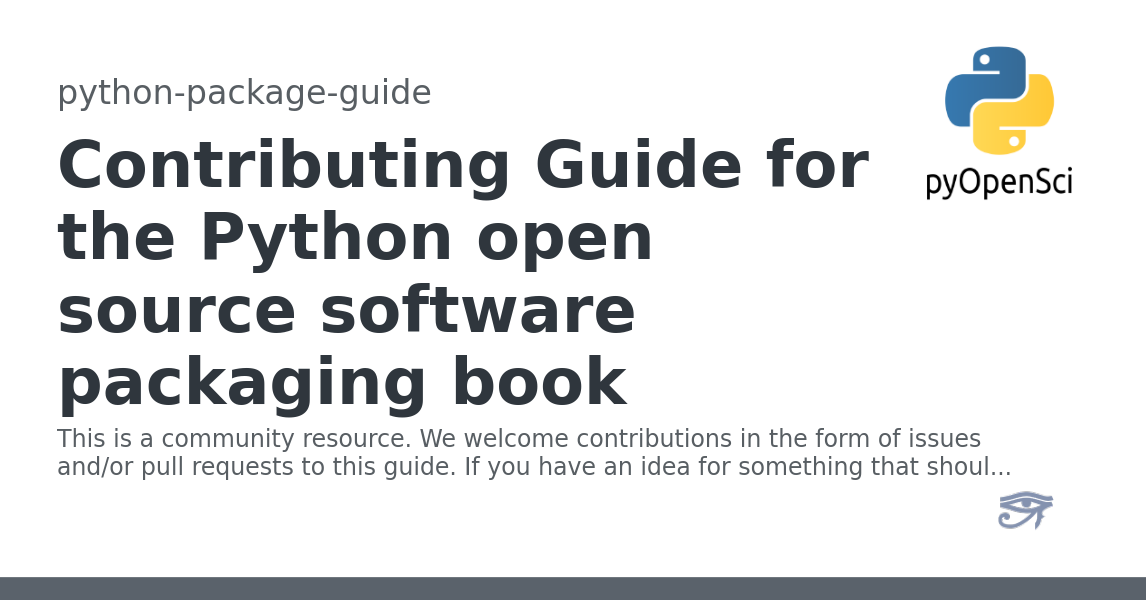 python-package-guide
Contributing Guide for
the Python open
source software
packaging book
pyOpenSci
This is a community resource. We welcome contributions in the form of issues
and/or pull requests to this guide. If you have an idea for something that shoul...